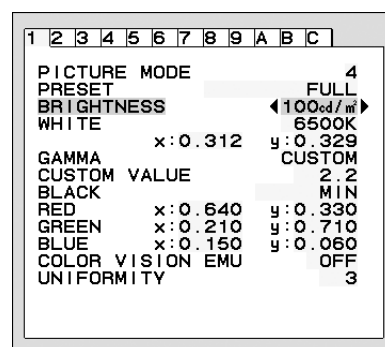 1 2 3 4 5 6 7 8 9 A B C
PICTURE MODE 4
PRESET FULL
BRIGHTNESS ◀100cd/㎡▶
WHITE 6500K
x:0.312 y:0.329
GAMMA CUSTOM
CUSTOM VALUE 2.2
BLACK MIN
RED x:0.640 y:0.330
GREEN x:0.210 y:0.710
BLUE x:0.150 y:0.060
COLOR VISION EMU OFF
UNIFORMITY 3